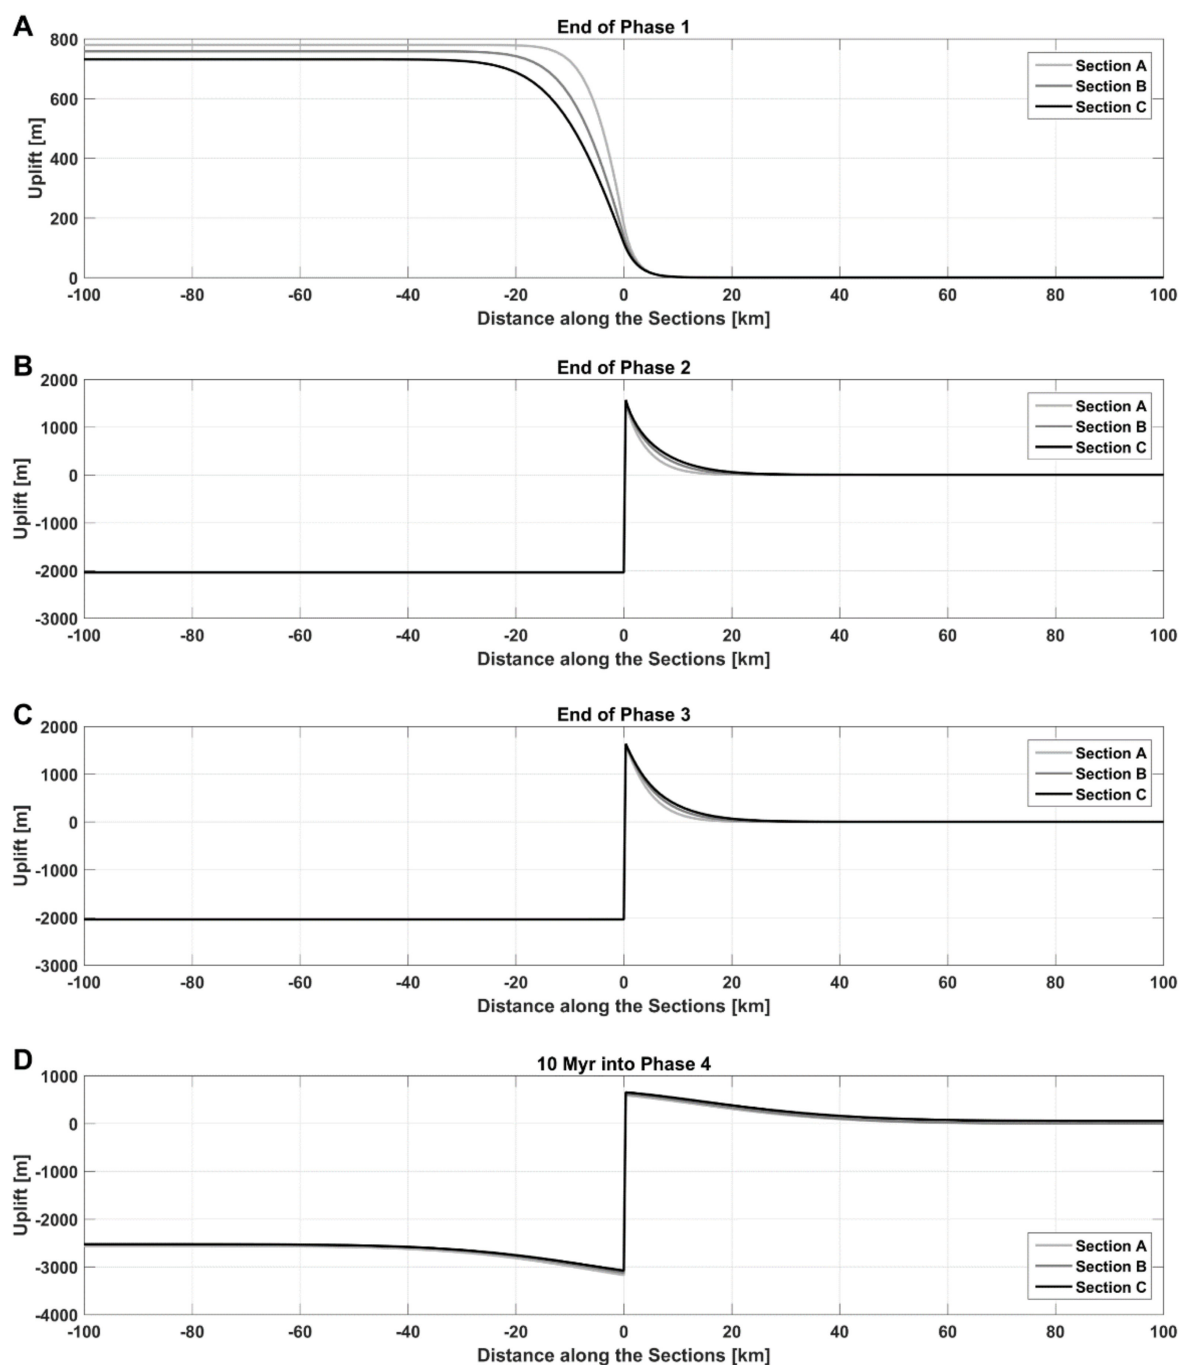 A
End of Phase 1
800
600
400
200
0
Uplift [m]
Section A
Section B
Section C
-100 -80 -60 -40 -20 0 20 40 60 80 100
Distance along the Sections [km]
B
End of Phase 2
2000
1000
0
-1000
-2000
-3000
Uplift [m]
Section A
Section B
Section C
-100 -80 -60 -40 -20 0 20 40 60 80 100
Distance along the Sections [km]
C
End of Phase 3
2000
1000
0
-1000
-2000
-3000
Uplift [m]
Section A
Section B
Section C
-100 -80 -60 -40 -20 0 20 40 60 80 100
Distance along the Sections [km]
D
10 Myr into Phase 4
1000
0
-1000
-2000
-3000
-4000
Uplift [m]
Section A
Section B
Section C
-100 -80 -60 -40 -20 0 20 40 60 80 100
Distance along the Sections [km]